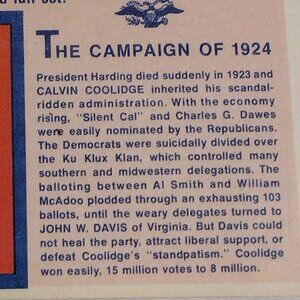 THE CAMPAIGN OF 1924
President Harding died suddenly in 1923 and
CALVIN COOLIDGE inherited his scandal-
ridden administration. With the economy
rising, "Silent Cal" and Charles G. Dawes
were easily nominated by the Republicans.
The Democrats were suicidally divided over
the Ku Klux Klan, which controlled many
southern and midwestern delegations. The
balloting between Al Smith and William
McAdoo plodded through an exhausting 103
ballots, until the weary delegates turned to
JOHN W. DAVIS of Virginia. But Davis could
not heal the party, attract liberal support, or
defeat Coolidge's "standpatism." Coolidge
won easily, 15 million votes to 8 million.